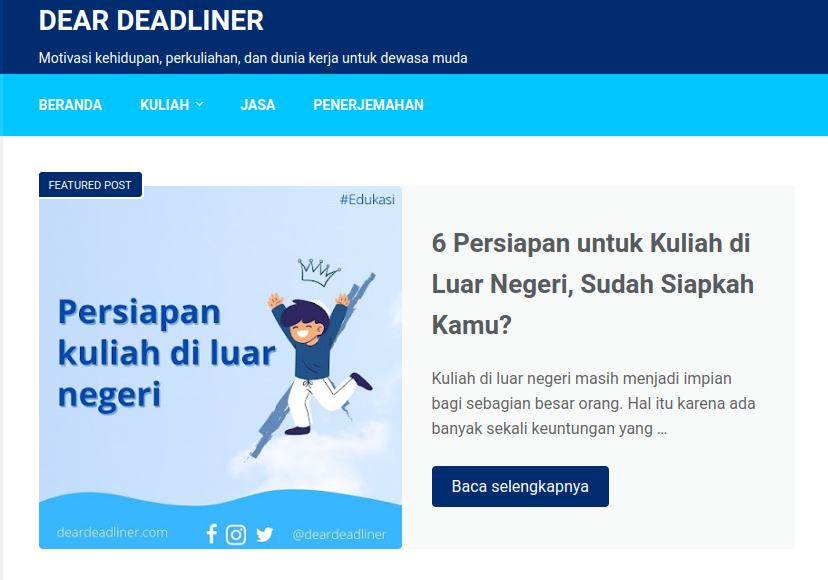 DEAR DEADLINER
Motivasi kehidupan, perkuliahan, dan dunia kerja untuk dewasa muda
BERANDA KULIAH JASA PENERJEMAHAN
FEATURED POST
#Edukasi
Persiapan
kuliah di luar
negeri
deardeadliner.com @deardeadliner
6 Persiapan untuk Kuliah di
Luar Negeri, Sudah Siapkah
Kamu?
Kuliah di luar negeri masih menjadi impian
bagi sebagian besar orang. Hal itu karena ada
banyak sekali keuntungan yang ...
Baca selengkapnya